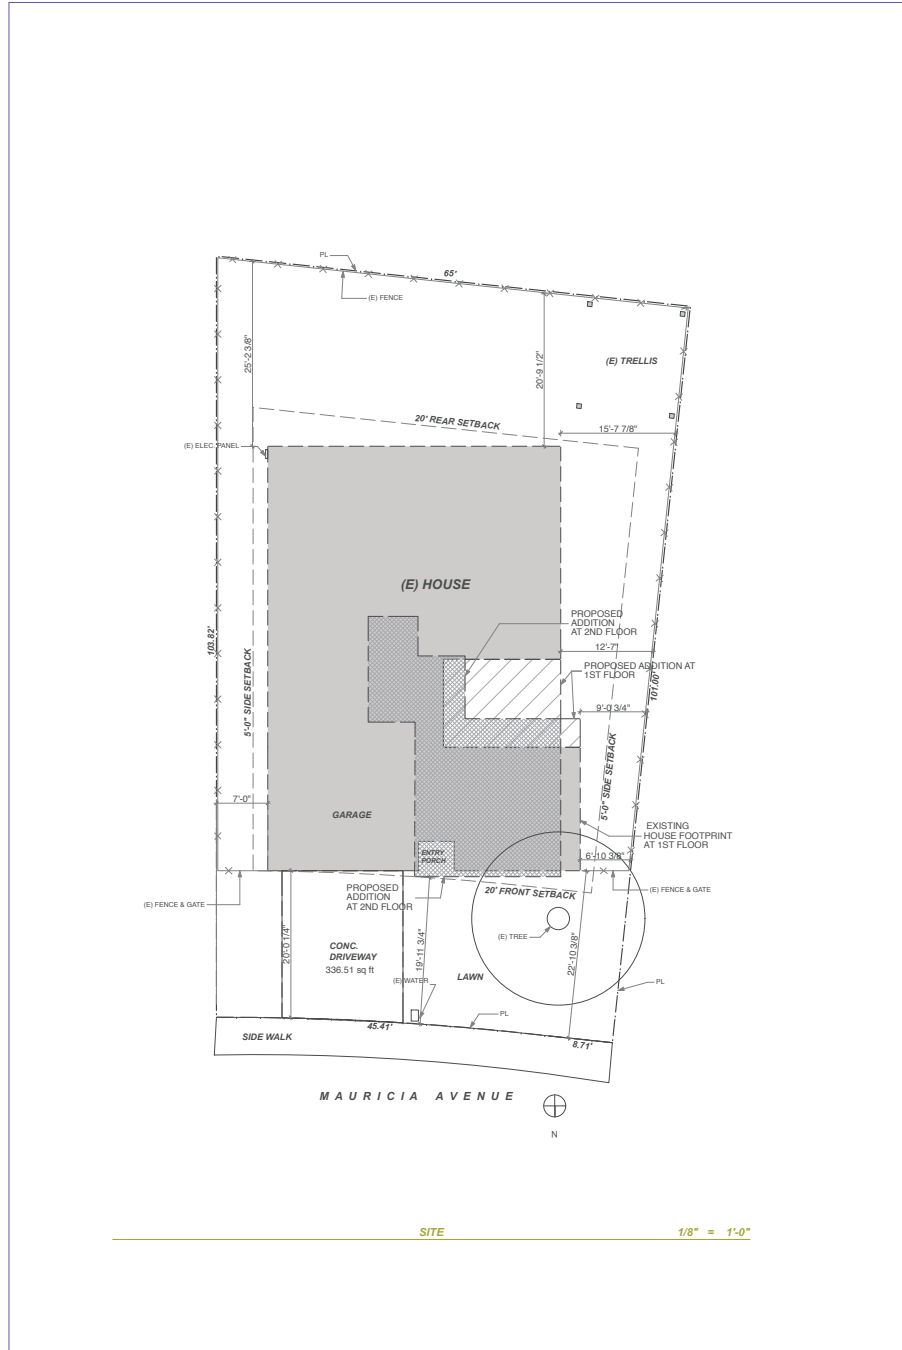 PL
65'
(E) FENCE
25'-2 3/8"
20'-9 1/2"
(E) TRELLIS
20' REAR SETBACK
15'-7 7/8"
(E) ELEC. PANEL
(E) HOUSE
PROPOSED
ADDITION
AT 2ND FLOOR
103.82'
12'-7"
PROPOSED ADDITION AT
1ST FLOOR
101.00'
5'-0" SIDE SETBACK
9'-0 3/4"
5'-0" SIDE SETBACK
7'-0"
GARAGE
EXISTING
HOUSE FOOTPRINT
AT 1ST FLOOR
ENTRY
PORCH
6'-10 3/8"
PROPOSED
ADDITION
AT 2ND FLOOR
20' FRONT SETBACK
(E) FENCE & GATE
(E) FENCE & GATE
20'-0 1/4"
CONC.
DRIVEWAY
336.51 sq ft
19'-11 3/4"
(E) TREE
22'-10 3/8"
(E) WATER
LAWN
PL
PL
45.41'
SIDE WALK
8.71'
MAURICIA AVENUE
N
SITE
1/8" = 1'-0"